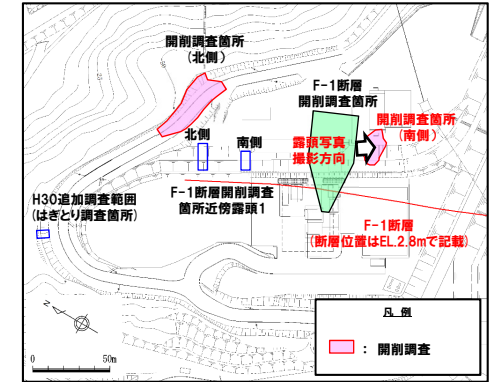 開削調査箇所
(北側)
F-1断層
開削調査箇所
開削調査箇所
(南側)
北側
南側
露頭写真
撮影方向
H30追加調査範囲
(はぎとり調査箇所)
F-1断層開削調査
箇所近傍露頭1
F-1断層
(断層位置はEL.2.8mで記載)
N
0
50m
凡 例
: 開削調査